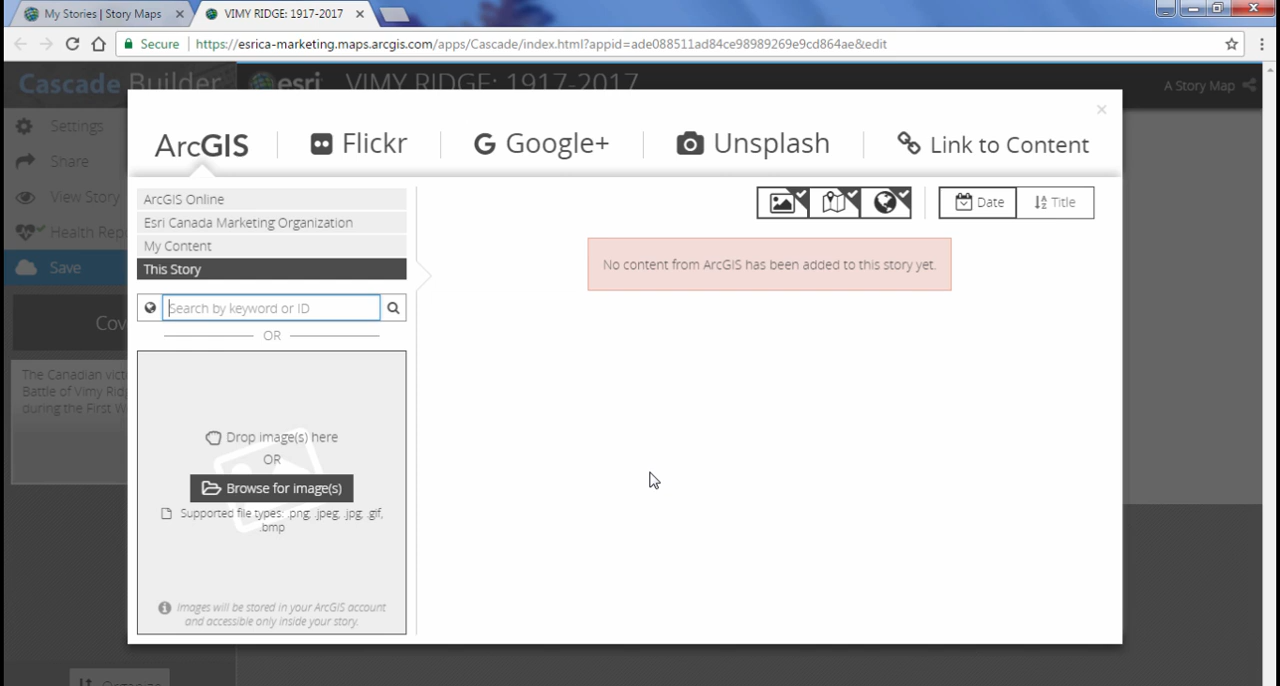 My Stories | Story Maps
VIMY RIDGE: 1917-2017
Secure
https://esrica-marketing.maps.arcgis.com/apps/Cascade/index.html?appid=ade088511ad84ce98989269e9cd864ae&edit
Cascade Builder
esri
VIMY RIDGE: 1917-2017
A Story Map
Settings
Share
View Story
Health Rep
Save
Cov
The Canadian vict
Battle of Vimy Rid
during the First W
ArcGIS
Flickr
Google+
Unsplash
Link to Content
ArcGIS Online
Esri Canada Marketing Organization
My Content
This Story
Search by keyword or ID
OR
Drop image(s) here
OR
Browse for image(s)
Supported file types: .png, .jpeg, .jpg, .gif,
.bmp
Images will be stored in your ArcGIS account
and accessible only inside your story.
Date
Title
No content from ArcGIS has been added to this story yet.